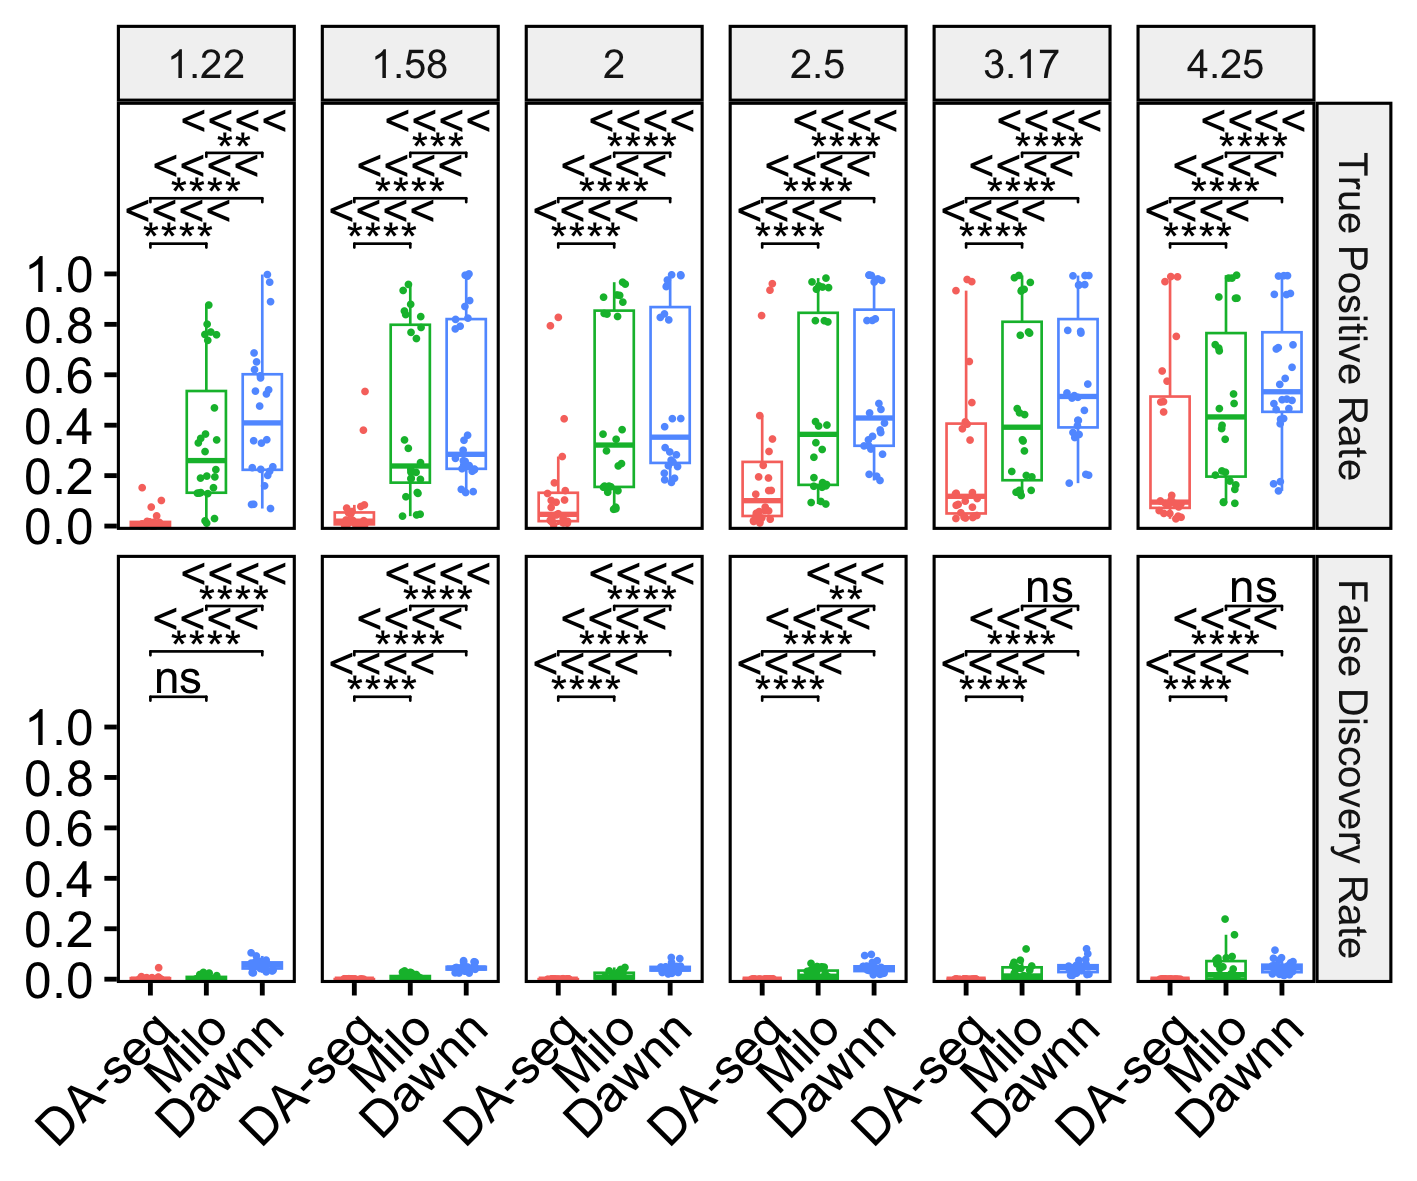 1.22 1.58 2 2.5 3.17 4.25
<<<< <<<< <<<< <<<< <<<< <<<<
** *** **** **** **** ****
<<<< <<<< <<<< <<<< <<<< <<<<
**** **** **** **** **** ****
<<<< <<<< <<<< <<<< <<<< <<<<
**** **** **** **** **** ****
True Positive Rate
1.0
0.8
0.6
0.4
0.2
0.0
<<<< <<<< <<<< <<< ns ns
**** **** **** **
<<<< <<<< <<<< <<<< <<<< <<<<
**** **** **** **** **** ****
ns <<<< <<<< <<<< <<<< <<<<
**** **** **** **** ****
False Discovery Rate
1.0
0.8
0.6
0.4
0.2
0.0
DA-seq Milo Dawnn DA-seq Milo Dawnn DA-seq Milo Dawnn DA-seq Milo Dawnn DA-seq Milo Dawnn DA-seq Milo Dawnn